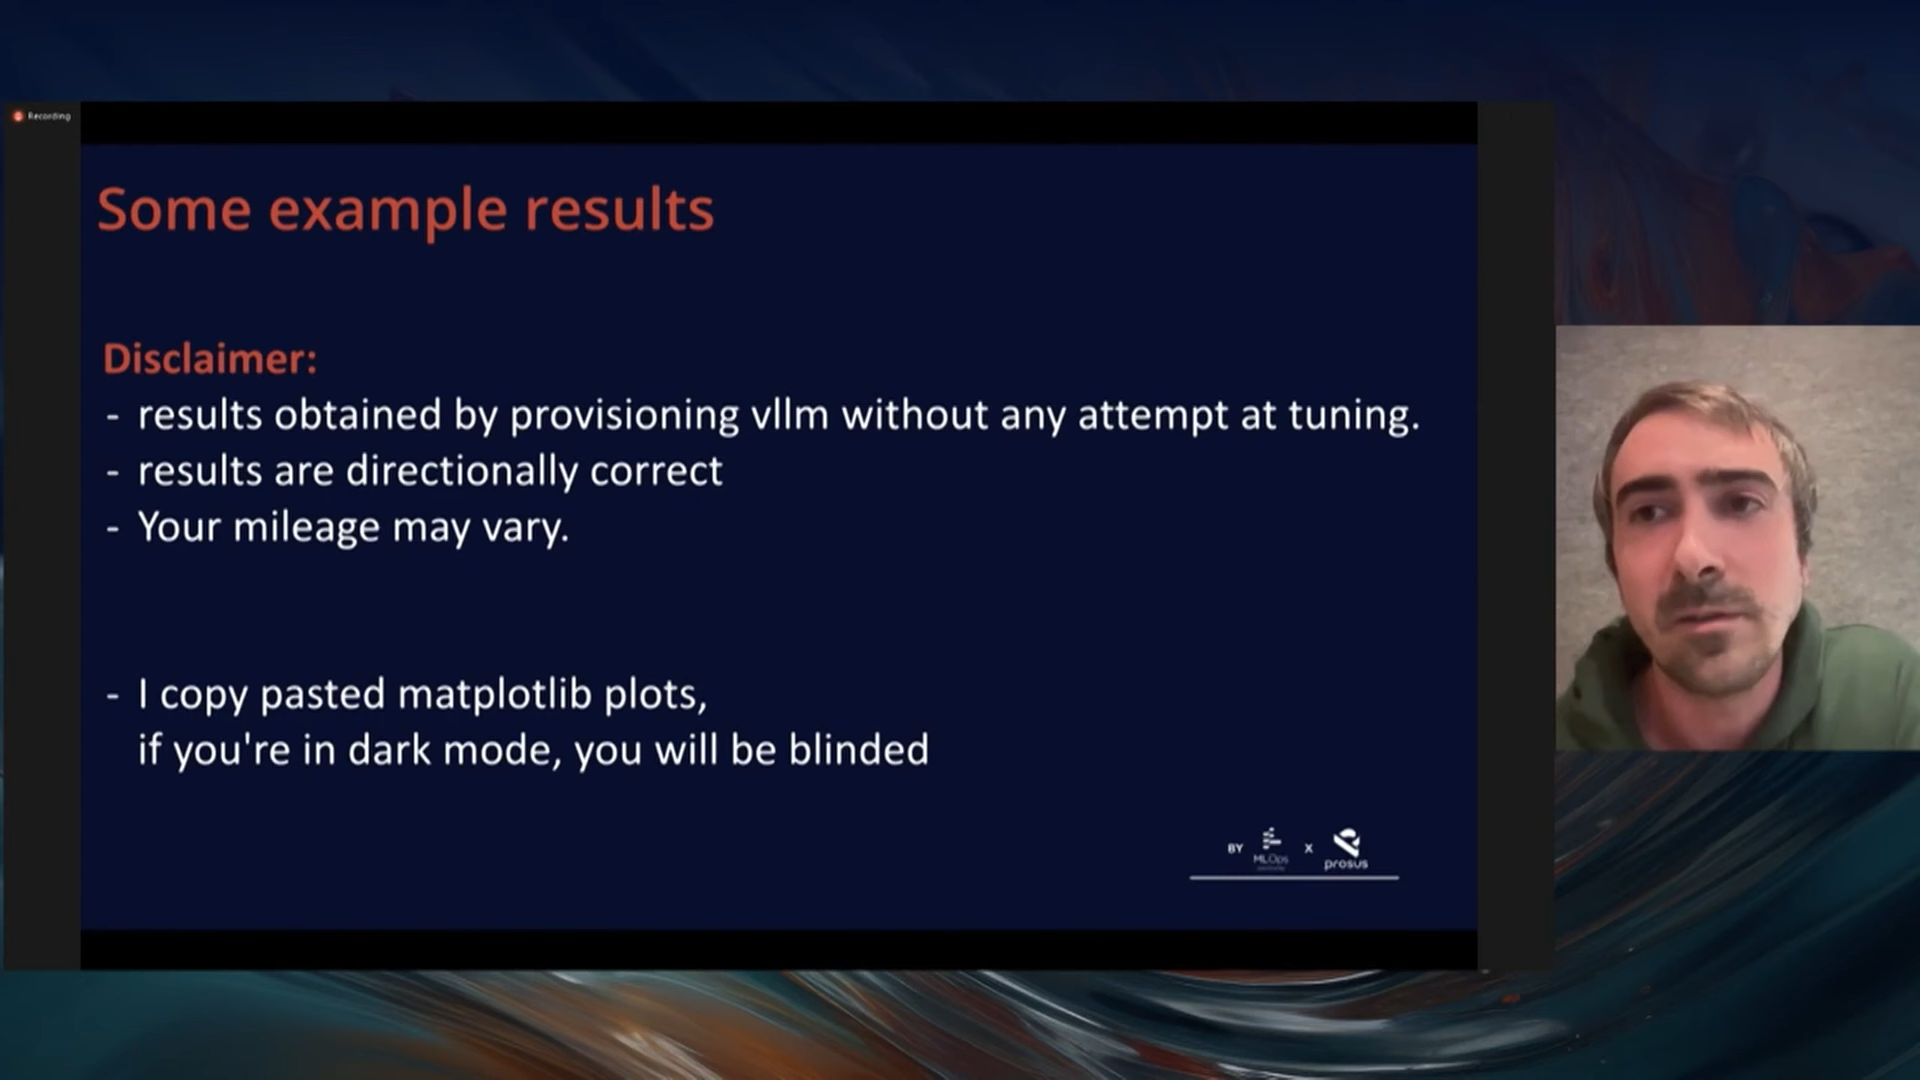 Recording
Some example results
Disclaimer:
- results obtained by provisioning vllm without any attempt at tuning.
- results are directionally correct
- Your mileage may vary.
- I copy pasted matplotlib plots,
if you're in dark mode, you will be blinded
BY MLOps x prosus